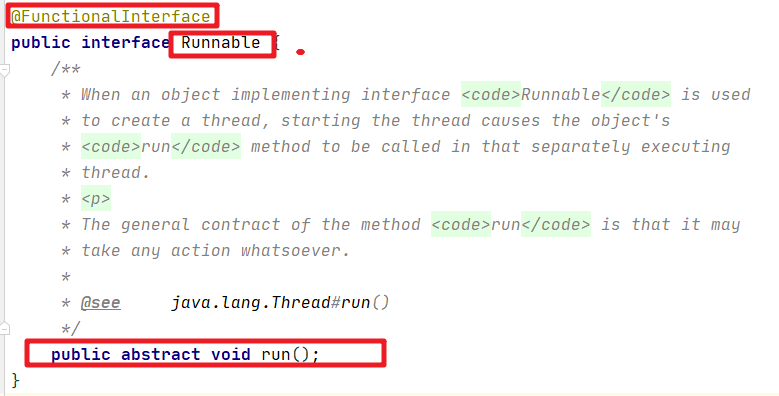 @FunctionalInterface
public interface Runnable {
/**
* When an object implementing interface <code>Runnable</code> is used
* to create a thread, starting the thread causes the object's
* <code>run</code> method to be called in that separately executing
* thread.
* <p>
* The general contract of the method <code>run</code> is that it may
* take any action whatsoever.
*
* @see java.lang.Thread#run()
*/
public abstract void run();
}